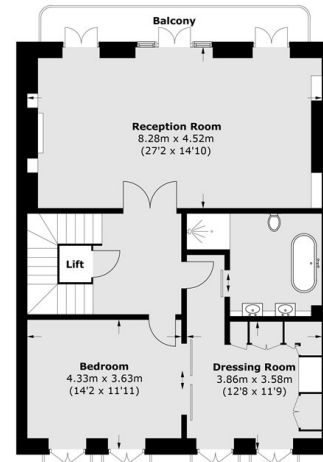 Balcony
Reception Room
8.28m x 4.52m
(27'2 x 14'10)
Lift
Bedroom
4.33m x 3.63m
(14'2 x 11'11)
Dressing Room
3.86m x 3.58m
(12'8 x 11'9)